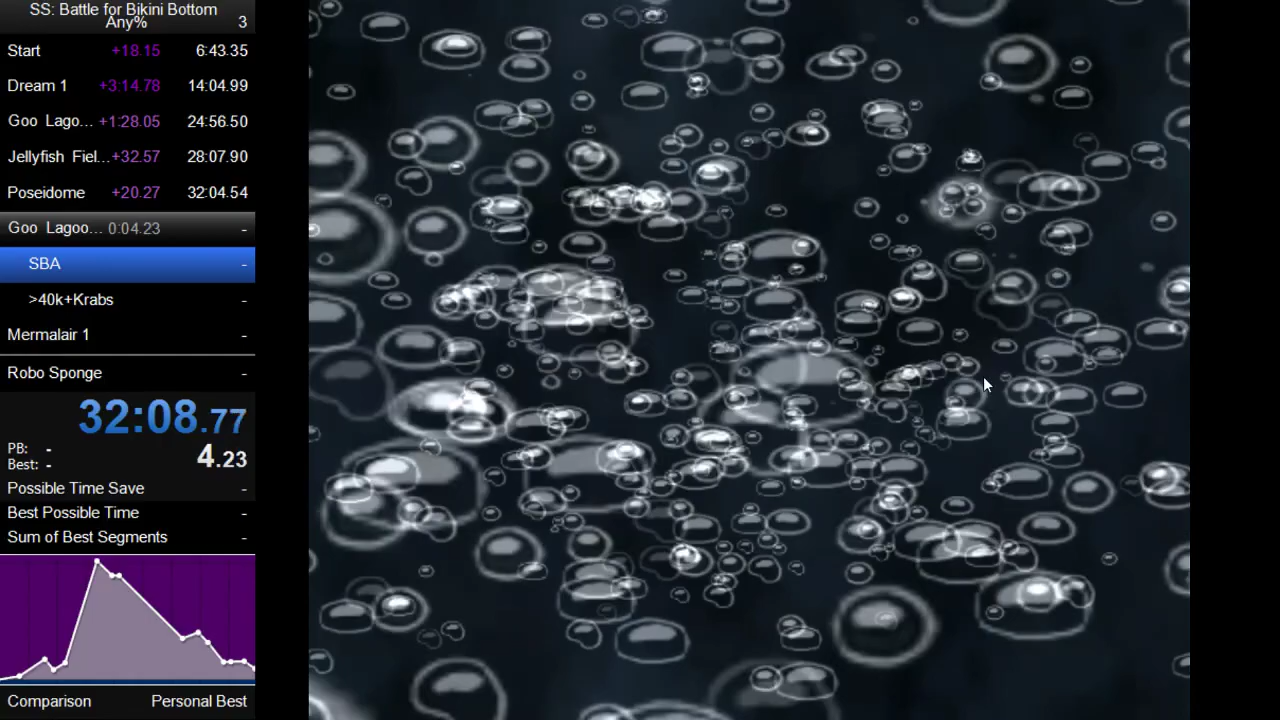 SS: Battle for Bikini Bottom
Any% 3
Start +18.15 6:43.35
Dream 1 +3:14.78 14:04.99
Goo Lago... +1:28.05 24:56.50
Jellyfish Fiel... +32.57 28:07.90
Poseidome +20.27 32:04.54
Goo Lagoo... 0:04.23 -
SBA -
>40k+Krabs -
Mermalair 1 -
Robo Sponge -
32:08.77
PB: -
Best: - 4.23
Possible Time Save -
Best Possible Time -
Sum of Best Segments -
Comparison Personal Best